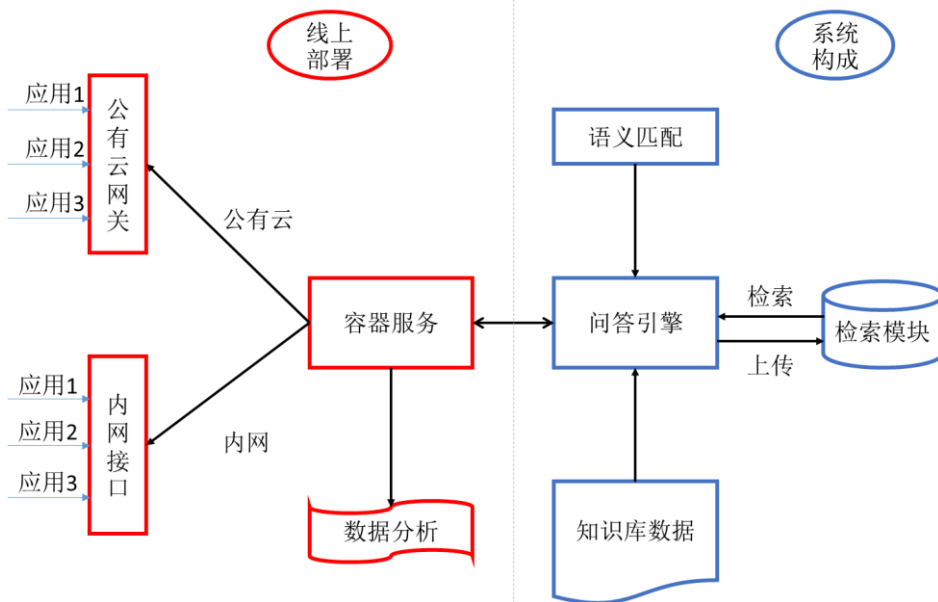 线上
部署
系统
构成
应用1
应用2
应用3
公
有
云
网
关
公有云
语义匹配
容器服务
问答引擎
检索
上传
检索模块
应用1
应用2
应用3
内
网
接
口
内网
数据分析
知识库数据